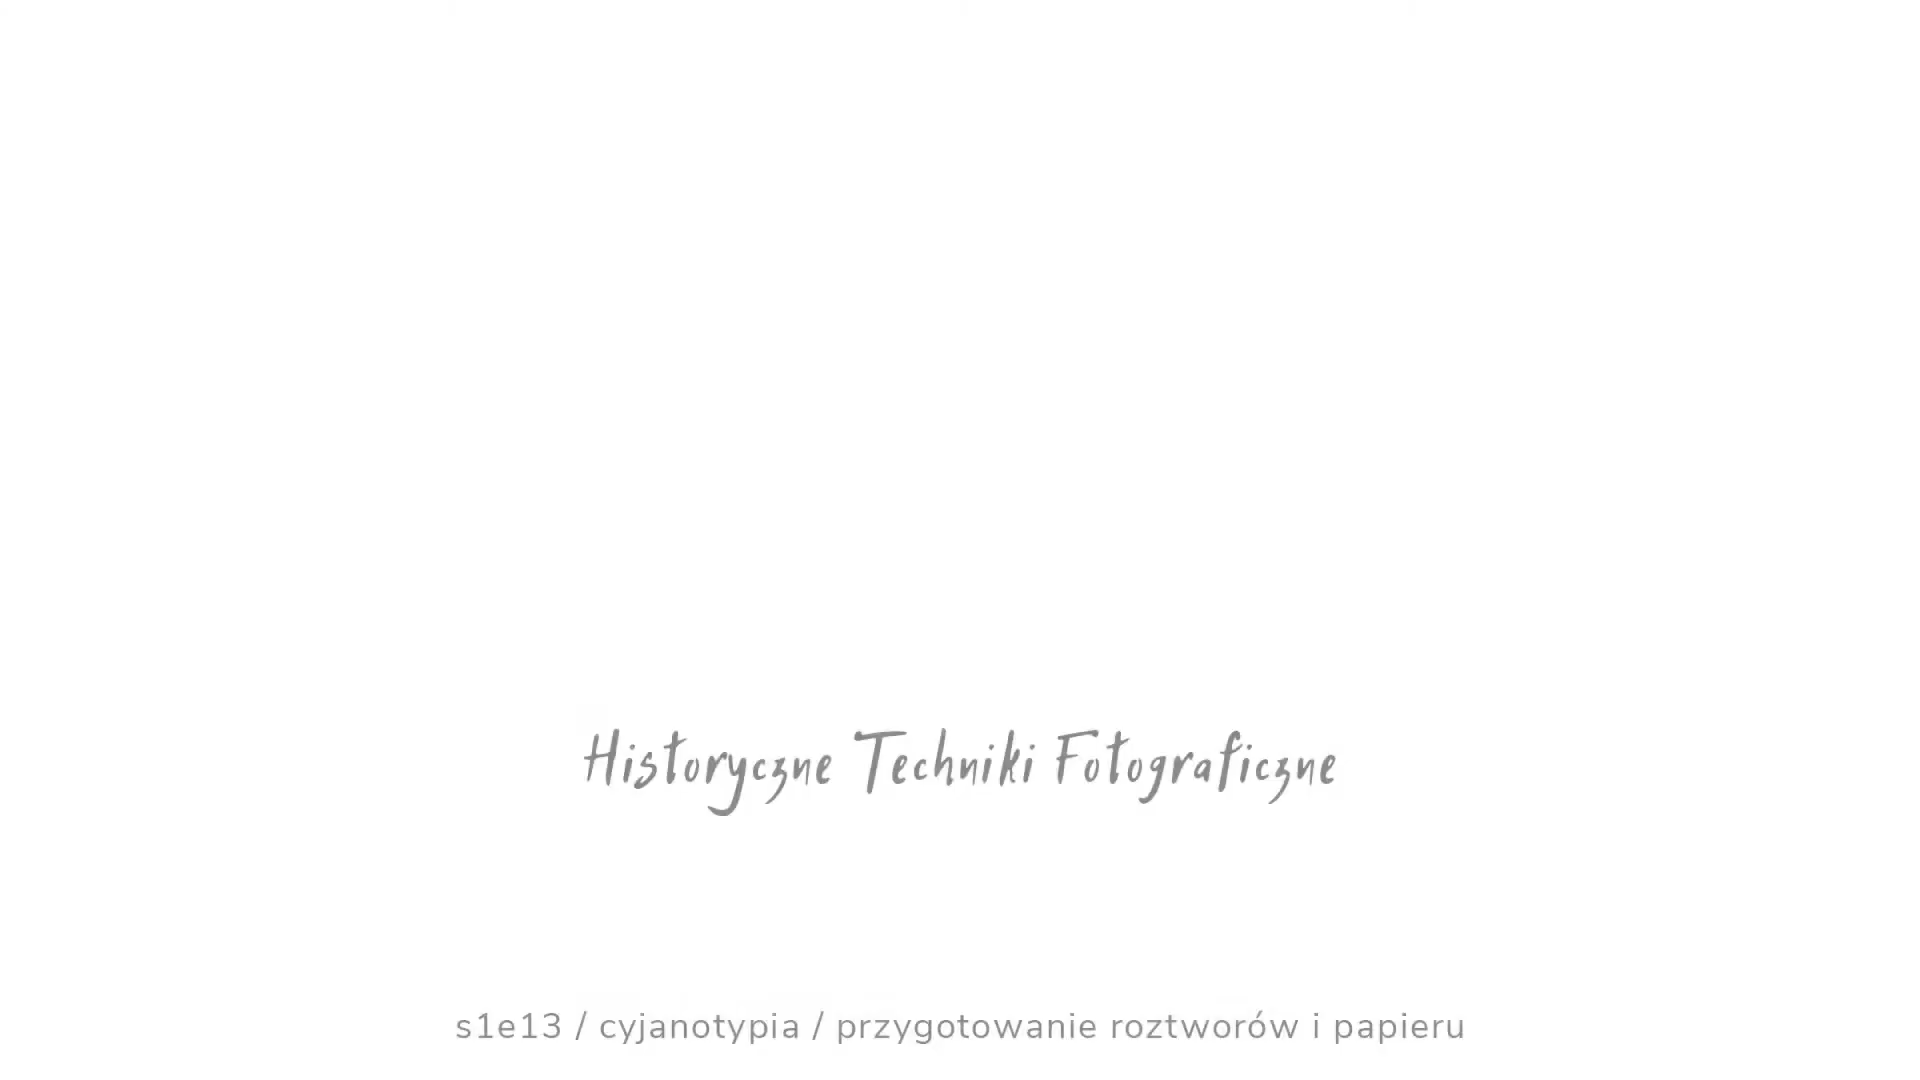 Historyczne Techniki Fotograficzne
s1e13 / cyjanotypia / przygotowanie roztworów i papieru